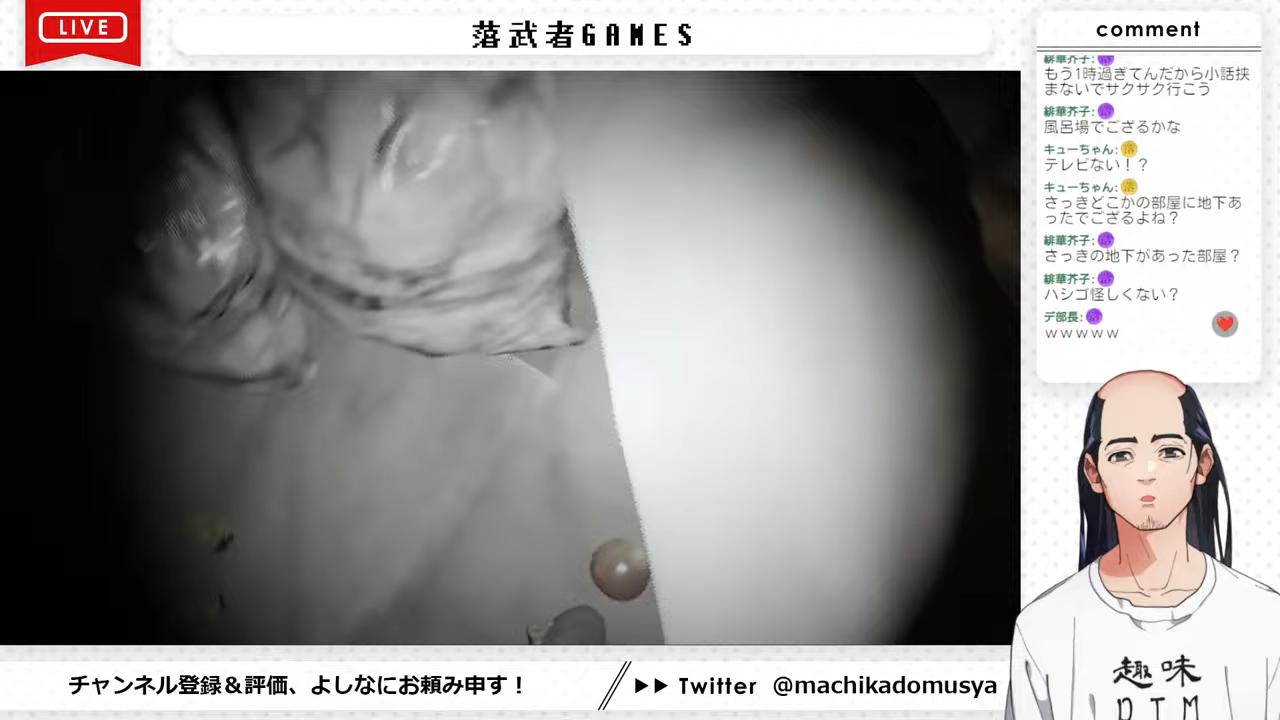 LIVE
落武者GAMES
comment
緋華芥子:
もう1時過ぎてんだから小話挟
まないでサクサク行こう
緋華芥子:
風呂場でござるかな
キューちゃん:
テレビない！？
キューちゃん:
さっきどこかの部屋に地下あ
ったでござるよね？
緋華芥子:
さっきの地下があった部屋？
緋華芥子:
ハシゴ怪しくない？
デ部長:
ｗｗｗｗｗ
趣味
DTM
チャンネル登録＆評価、よしなにお頼み申す！
Twitter @machikadomusya